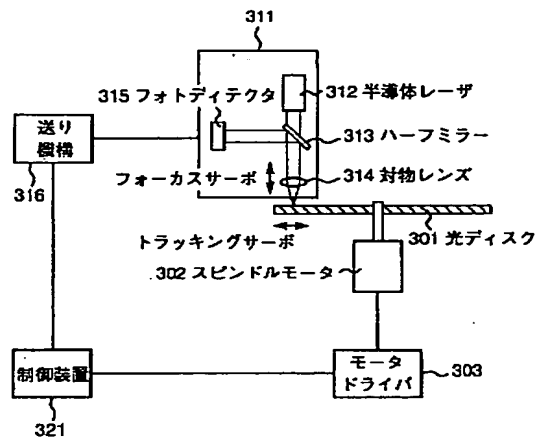 311
315 フォトディテクタ
312 半導体レーザ
送り
機構
313 ハーフミラー
316
フォーカスサーボ
314 対物レンズ
トラッキングサーボ
301 光ディスク
302 スピンドルモータ
制御装置
モータ
ドライバ
303
321